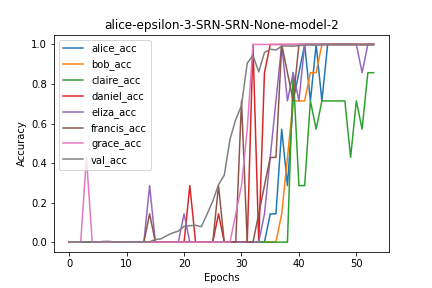 alice-epsilon-3-SRN-SRN-None-model-2
1.0
0.8
0.6
0.4
0.2
0.0
Accuracy
alice_acc
bob_acc
claire_acc
daniel_acc
eliza_acc
francis_acc
grace_acc
val_acc
0 10 20 30 40 50
Epochs